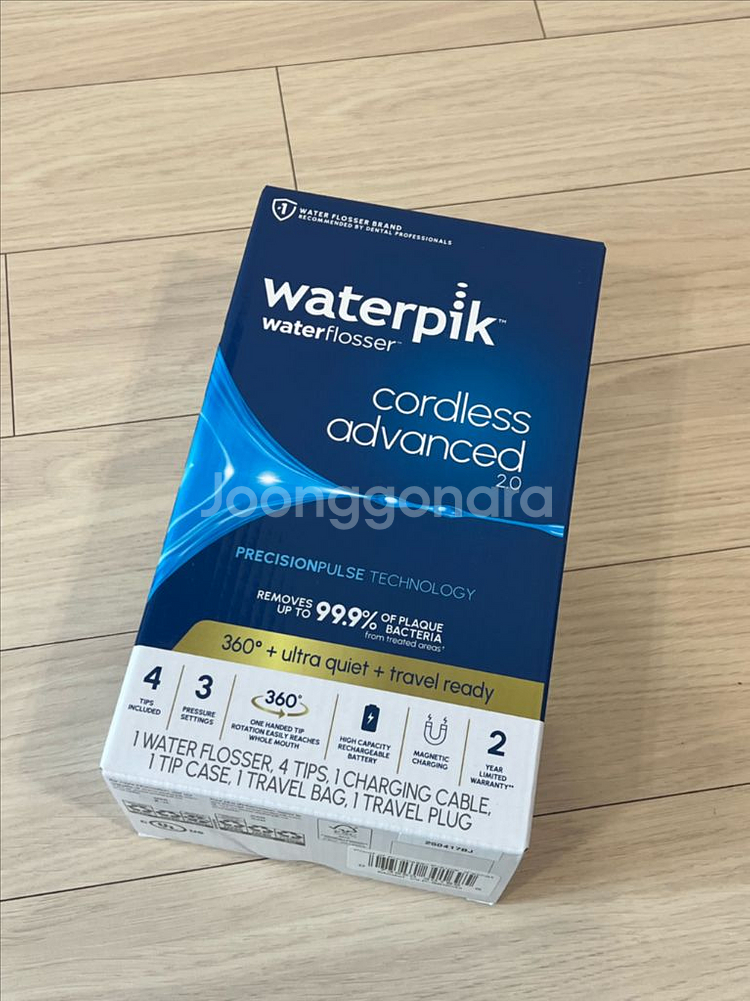 #1 WATER FLOSSER BRAND
RECOMMENDED BY DENTAL PROFESSIONALS
waterpik™
waterflosser™
cordless
advanced
2.0
Joonggonara
PRECISIONPULSE TECHNOLOGY
REMOVES
UP TO 99.9% OF PLAQUE
BACTERIA
from treated areas*
360° + ultra quiet + travel ready
4
TIPS
INCLUDED
3
PRESSURE
SETTINGS
360°
ONE HANDED TIP
ROTATION EASILY REACHES
WHOLE MOUTH
HIGH CAPACITY
RECHARGEABLE
BATTERY
MAGNETIC
CHARGING
2
YEAR
LIMITED
WARRANTY**
1 WATER FLOSSER, 4 TIPS, 1 CHARGING CABLE,
1 TIP CASE, 1 TRAVEL BAG, 1 TRAVEL PLUG